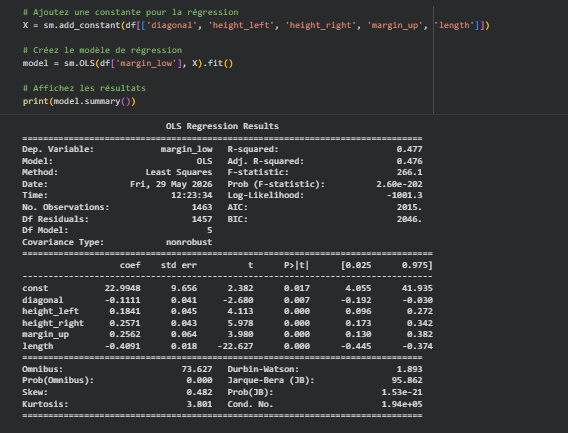 # Ajoutez une constante pour la régression
X = sm.add_constant(df[['diagonal', 'height_left', 'height_right', 'margin_up', 'length']])
# Créez le modèle de régression
model = sm.OLS(df['margin_low'], X).fit()
# Affichez les résultats
print(model.summary())
OLS Regression Results
==============================================================================
Dep. Variable: margin_low R-squared: 0.477
Model: OLS Adj. R-squared: 0.476
Method: Least Squares F-statistic: 266.1
Date: Fri, 29 May 2026 Prob (F-statistic): 2.60e-202
Time: 12:23:34 Log-Likelihood: -1001.3
No. Observations: 1463 AIC: 2015.
Df Residuals: 1457 BIC: 2046.
Df Model: 5
Covariance Type: nonrobust
================================================================================
coef std err t P>|t| [0.025 0.975]
--------------------------------------------------------------------------------
const 22.9948 9.656 2.382 0.017 4.055 41.935
diagonal -0.1111 0.041 -2.680 0.007 -0.192 -0.030
height_left 0.1841 0.045 4.113 0.000 0.096 0.272
height_right 0.2571 0.043 5.978 0.000 0.173 0.342
margin_up 0.2562 0.064 3.980 0.000 0.130 0.382
length -0.4091 0.018 -22.627 0.000 -0.445 -0.374
==============================================================================
Omnibus: 73.627 Durbin-Watson: 1.893
Prob(Omnibus): 0.000 Jarque-Bera (JB): 95.862
Skew: 0.482 Prob(JB): 1.53e-21
Kurtosis: 3.801 Cond. No. 1.94e+05
==============================================================================